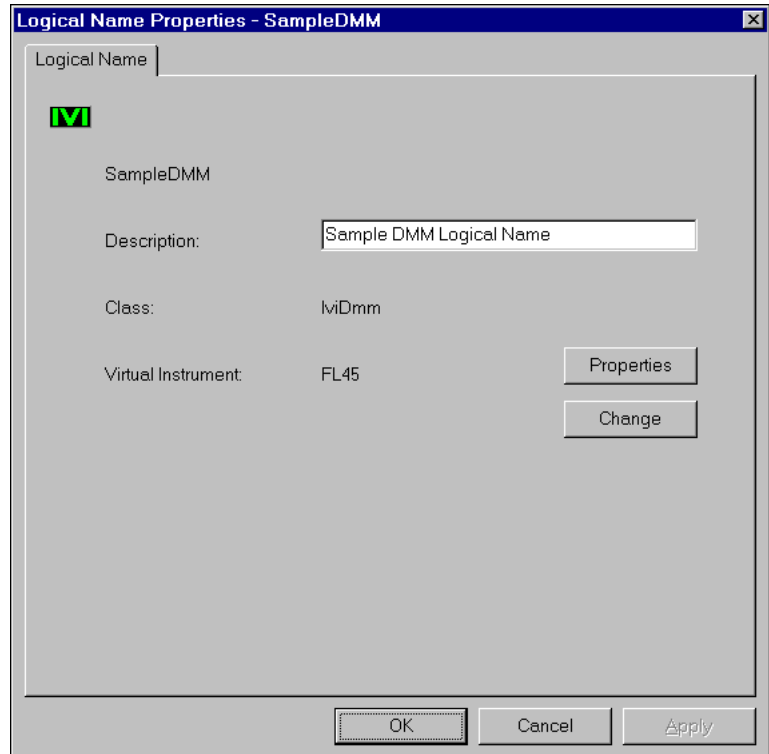 Logical Name Properties - SampleDMM
Logical Name
IVI
SampleDMM
Description: Sample DMM Logical Name
Class: IviDmm
Virtual Instrument: FL45
Properties
Change
OK Cancel Apply